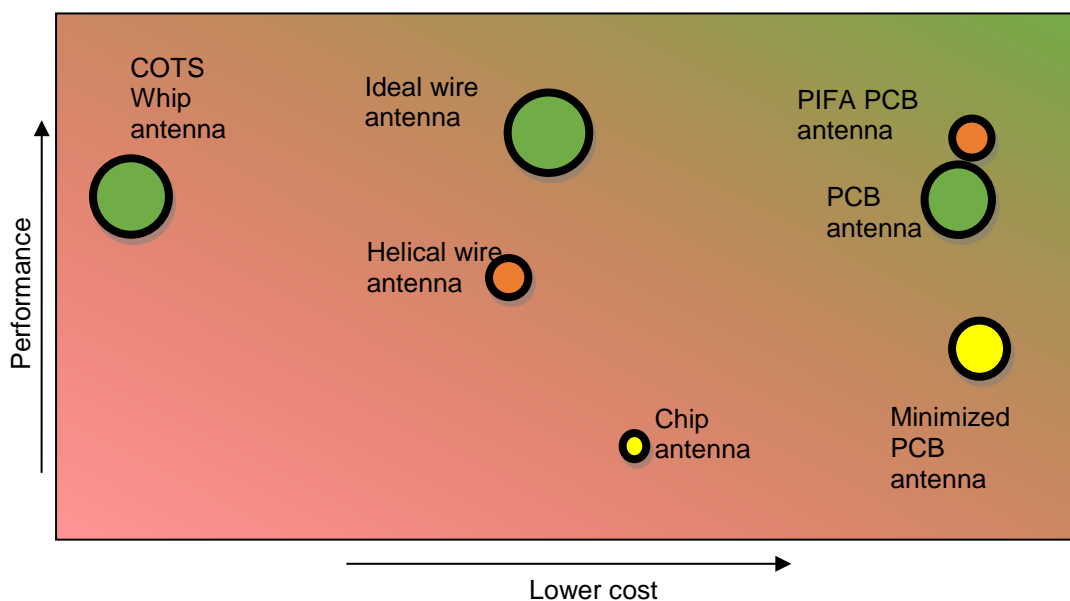 COTS
Whip
antenna
Ideal wire
antenna
PIFA PCB
antenna
PCB
antenna
Helical wire
antenna
Chip
antenna
Minimized
PCB
antenna
Performance
Lower cost